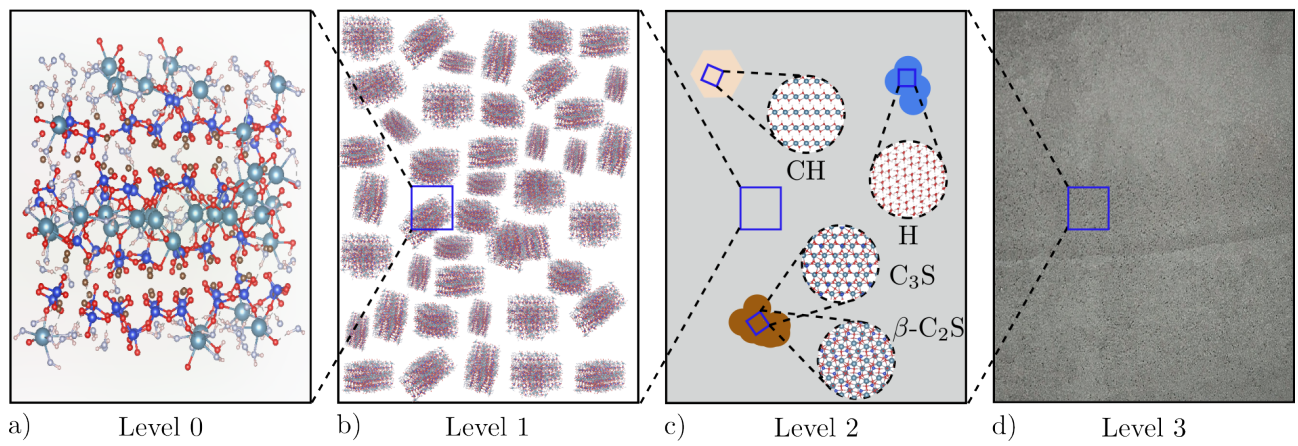 CH
H
C₃S
β-C₂S
a) Level 0
b) Level 1
c) Level 2
d) Level 3